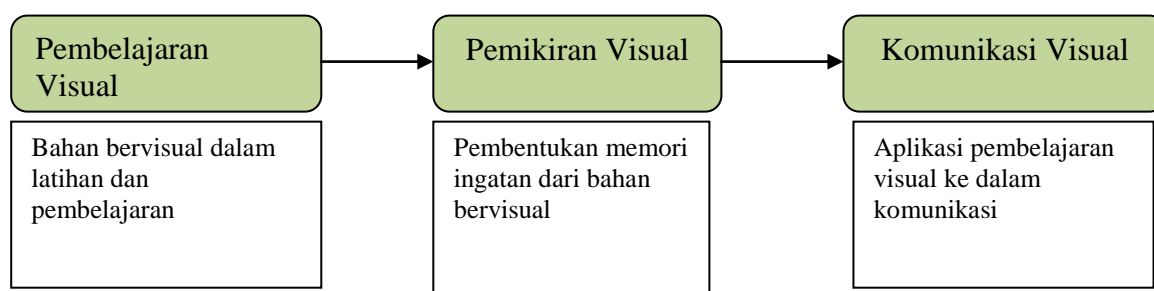 Pembelajaran
Visual
Pemikiran Visual
Komunikasi Visual
Bahan bervisual dalam
latihan dan
pembelajaran
Pembentukan memori
ingatan dari bahan
bervisual
Aplikasi pembelajaran
visual ke dalam
komunikasi